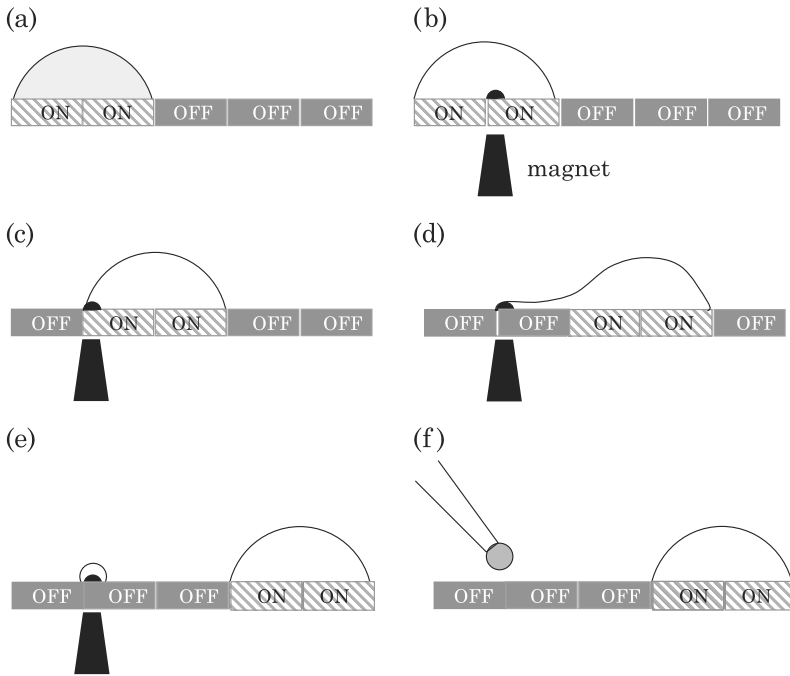 (a)
ON ON OFF OFF OFF
(b)
ON ON OFF OFF OFF
magnet
(c)
OFF ON ON OFF OFF
(d)
OFF OFF ON ON OFF
(e)
OFF OFF OFF ON ON
(f)
OFF OFF OFF ON ON